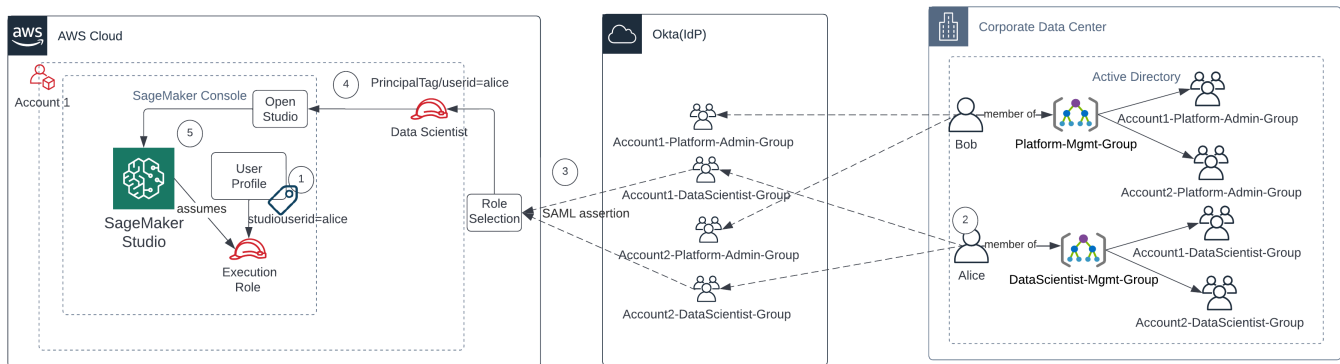 aws
AWS Cloud
Account 1
SageMaker Console
Open
Studio
4
PrincipalTag/userid=alice
Data Scientist
5
User
Profile
1
studiouserid=alice
assumes
SageMaker
Studio
Execution
Role
Role
Selection
3
SAML assertion
Okta(IdP)
Account1-Platform-Admin-Group
Account1-DataScientist-Group
Account2-Platform-Admin-Group
Account2-DataScientist-Group
Corporate Data Center
Active Directory
Bob
member of
Platform-Mgmt-Group
Account1-Platform-Admin-Group
Account2-Platform-Admin-Group
2
Alice
member of
DataScientist-Mgmt-Group
Account1-DataScientist-Group
Account2-DataScientist-Group